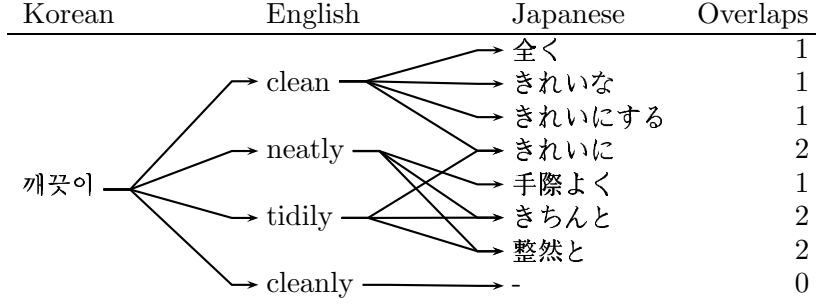 Korean English Japanese Overlaps
全く 1
clean きれいな 1
きれいにする 1
neatly きれいに 2
깨끗이 手際よく 1
tidily きちんと 2
整然と 2
cleanly - 0